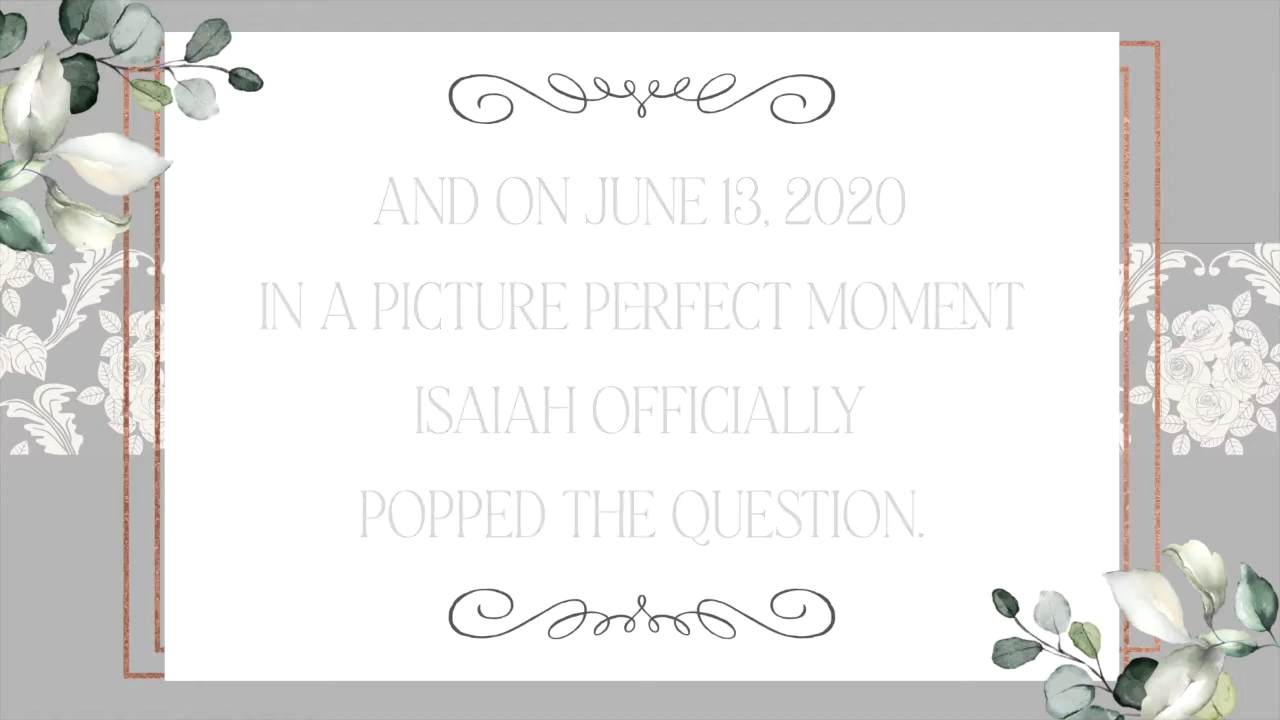 AND ON JUNE 13, 2020
IN A PICTURE PERFECT MOMENT
ISAIAH OFFICIALLY
POPPED THE QUESTION.